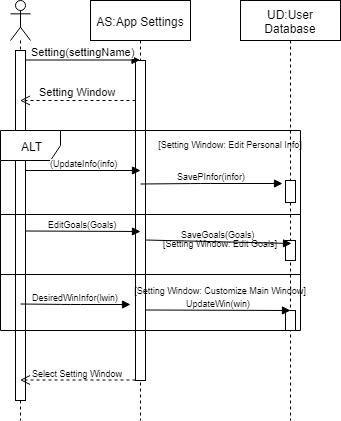 AS:App Settings
UD:User
Database
Setting(settingName)
Setting Window
ALT
[Setting Window: Edit Personal Info]
(UpdateInfo(info)
SavePInfor(infor)
EditGoals(Goals)
SaveGoals(Goals)
[Setting Window: Edit Goals]
[Setting Window: Customize Main Window]
DesiredWinInfor(Iwin)
UpdateWin(win)
Select Setting Window